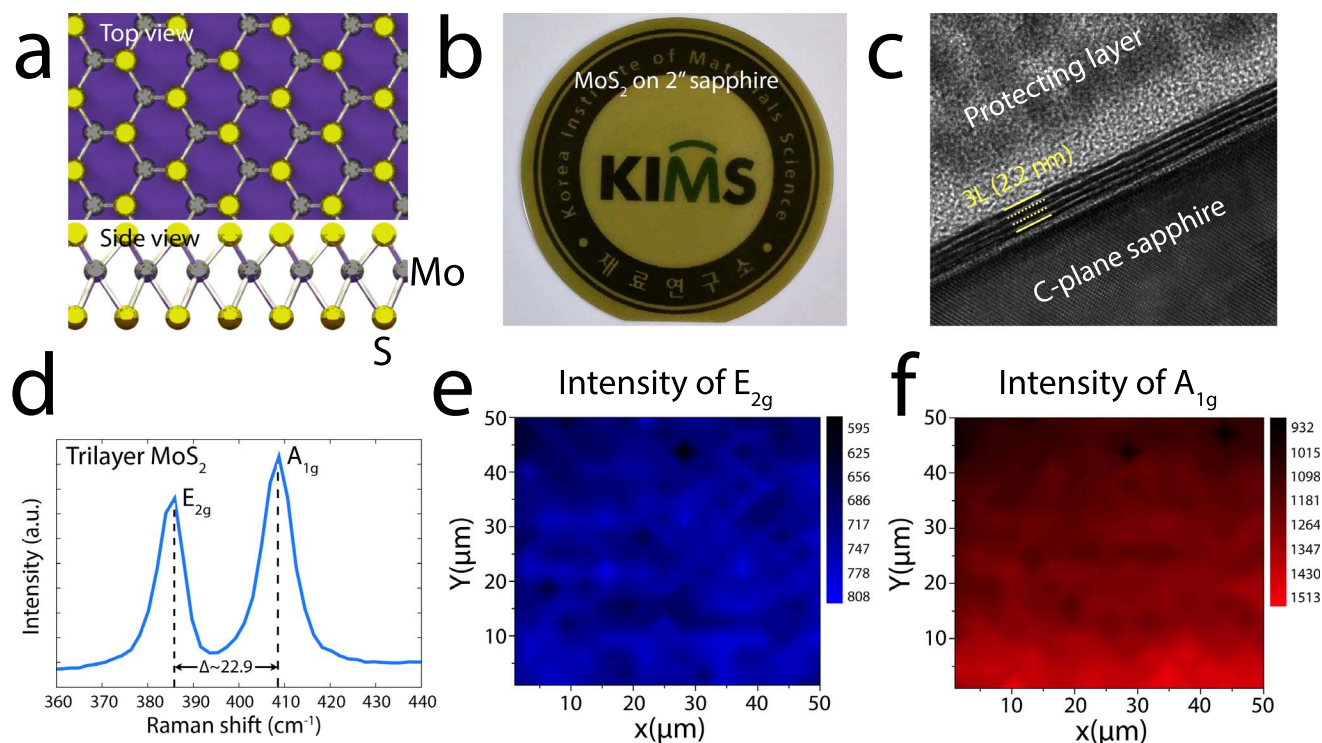 a
Top view
Side view
Mo
S
b
Korea Institute of Materials Science
MoS2 on 2” sapphire
KIMS
재료연구소
c
Protecting layer
3L (2.2 nm)
C-plane sapphire
d
Trilayer MoS2
E2g
A1g
Δ~22.9
Intensity (a.u.)
360 370 380 390 400 410 420 430 440
Raman shift (cm-1)
e
Intensity of E2g
50
40
30
20
10
Y(μm)
10 20 30 40 50
x(μm)
595
625
656
686
717
747
778
808
f
Intensity of A1g
50
40
30
20
10
Y(μm)
10 20 30 40 50
x(μm)
932
1015
1098
1181
1264
1347
1430
1513